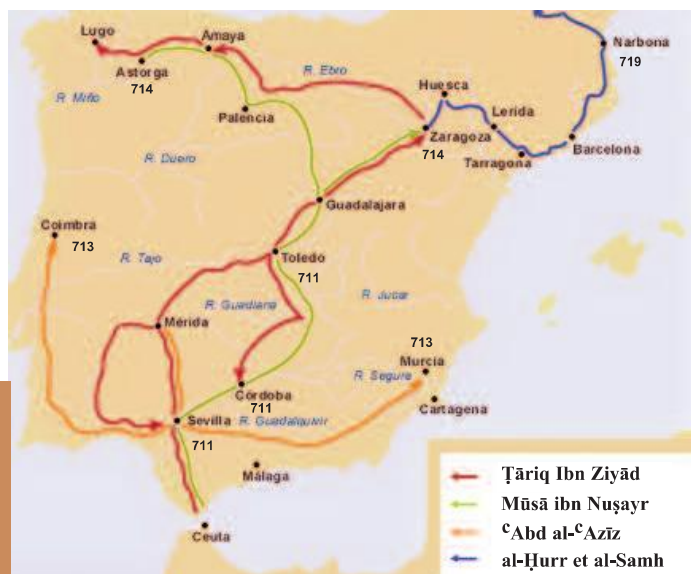 Lugo
Amaya
Astorga
714
R. Miño
R. Ebro
Palencia
R. Duero
Huesca
Narbona
719
Lerida
Zaragoza
714
Tarragona
Barcelona
Guadalajara
Coimbra
713
R. Tajo
Toledo
711
R. Guadiana
R. Jucar
Mérida
713
Murcia
R. Segura
Cartagena
Córdoba
711
Sevilla
R. Guadalquivir
711
Málaga
Ceuta
Ṭāriq Ibn Ziyād
Mūsā ibn Nuṣayr
ᶜAbd al-ᶜAzīz
al-Ḥurr et al-Samh